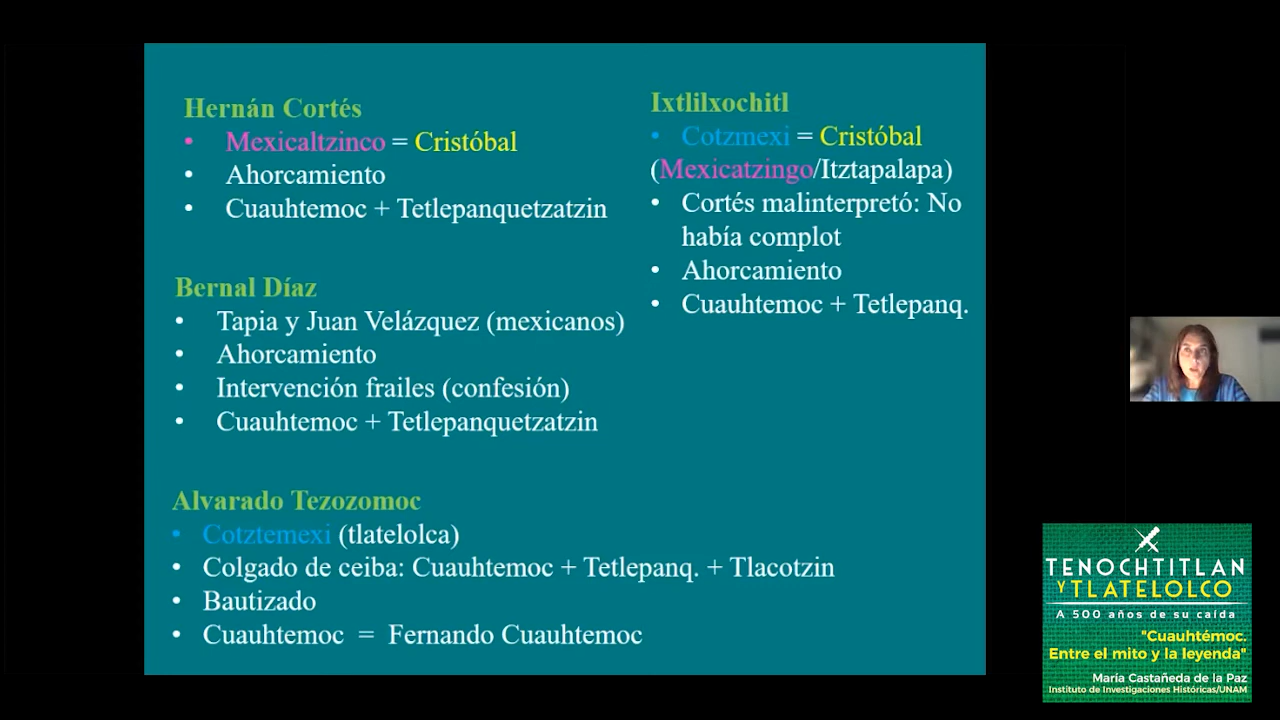 Hernán Cortés
• Mexicaltzinco = Cristóbal
• Ahorcamiento
• Cuauhtemoc + Tetlepanquetzatzin
Bernal Díaz
• Tapia y Juan Velázquez (mexicanos)
• Ahorcamiento
• Intervención frailes (confesión)
• Cuauhtemoc + Tetlepanquetzatzin
Alvarado Tezozomoc
• Cotztemexi (tlatelolca)
• Colgado de ceiba: Cuauhtemoc + Tetlepanq. + Tlacotzin
• Bautizado
• Cuauhtemoc = Fernando Cuauhtemoc
Ixtlilxochitl
• Cotzmexi = Cristóbal
(Mexicatzingo/Itztapalapa)
• Cortés malinterpretó: No
había complot
• Ahorcamiento
• Cuauhtemoc + Tetlepanq.
TENOCHTITLAN
Y TLATELOLCO
A 500 años de su caída
"Cuauhtémoc.
Entre el mito y la leyenda"
María Castañeda de la Paz
Instituto de Investigaciones Históricas/UNAM